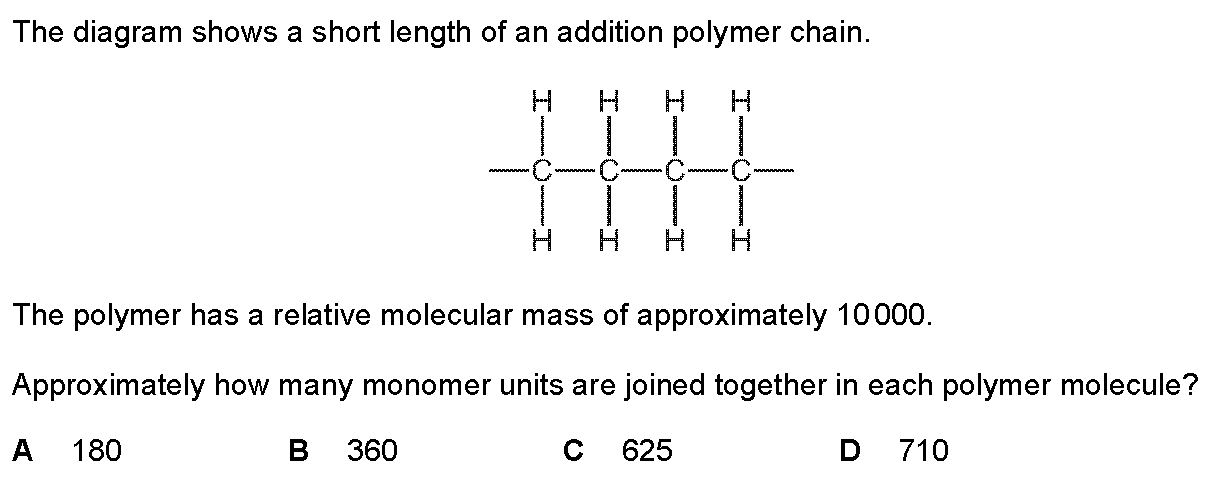 The diagram shows a short length of an addition polymer chain.
H H H H
C C C C
H H H H
The polymer has a relative molecular mass of approximately 10 000.
Approximately how many monomer units are joined together in each polymer molecule?
A 180 B 360 C 625 D 710